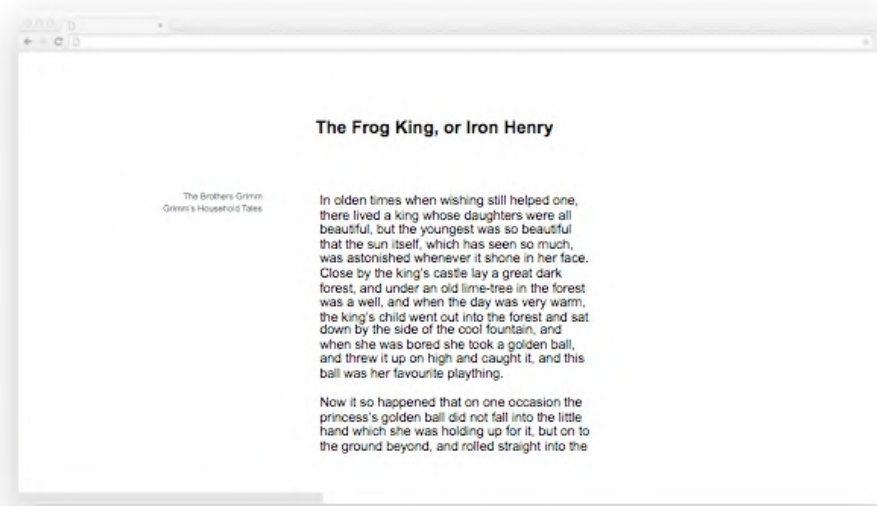 The Frog King, or Iron Henry
The Brothers Grimm
Grimm's Household Tales
In olden times when wishing still helped one,
there lived a king whose daughters were all
beautiful, but the youngest was so beautiful
that the sun itself, which has seen so much,
was astonished whenever it shone in her face.
Close by the king's castle lay a great dark
forest, and under an old lime-tree in the forest
was a well, and when the day was very warm,
the king's child went out into the forest and sat
down by the side of the cool fountain, and
when she was bored she took a golden ball,
and threw it up on high and caught it, and this
ball was her favourite plaything.
Now it so happened that on one occasion the
princess's golden ball did not fall into the little
hand which she was holding up for it, but on to
the ground beyond, and rolled straight into the